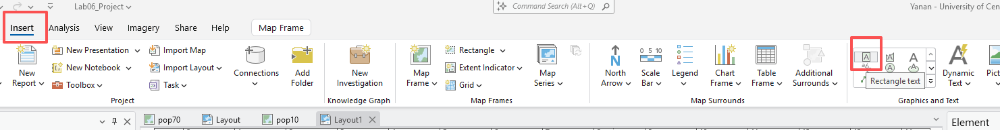 Lab06_Project
Command Search (Alt+Q)
Yanan - University of Cen
Insert
Analysis
View
Imagery
Share
Help
Map Frame
New Report
New Presentation
New Notebook
Toolbox
Import Map
Import Layout
Task
Connections
Add Folder
Project
New Investigation
Knowledge Graph
Map Frame
Rectangle
Extent Indicator
Grid
Map Series
Map Frames
North Arrow
0 5 10
Scale Bar
Legend
Chart Frame
Table Frame
Additional Surrounds
Map Surrounds
A
A
A
a
A
A
Rectangle text
A
Dynamic Text
Pict
Graphics and Text
pop70
Layout
pop10
Layout1
Element